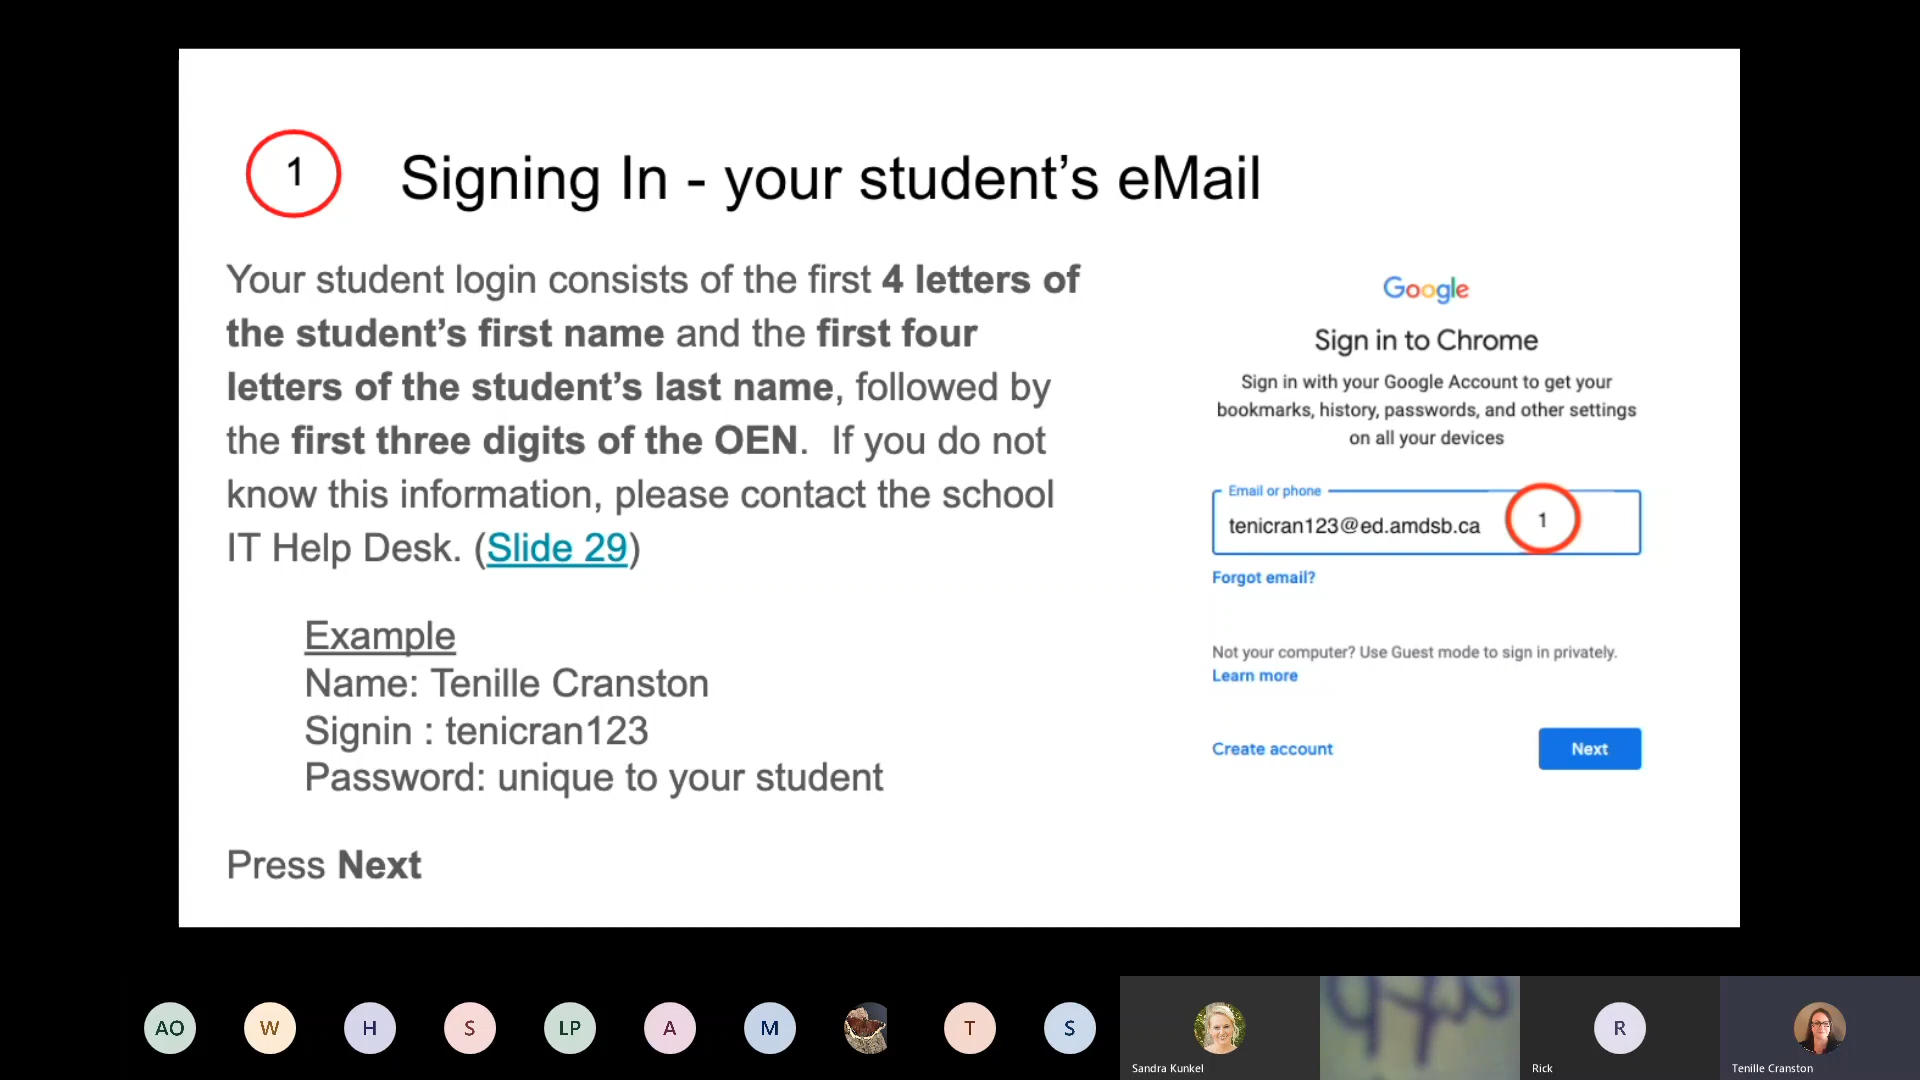 1
Signing In - your student’s eMail
Your student login consists of the first 4 letters of
the student’s first name and the first four
letters of the student’s last name, followed by
the first three digits of the OEN.  If you do not
know this information, please contact the school
IT Help Desk. (Slide 29)
Example
Name: Tenille Cranston
Signin : tenicran123
Password: unique to your student
Press Next
Google
Sign in to Chrome
Sign in with your Google Account to get your
bookmarks, history, passwords, and other settings
on all your devices
Email or phone
tenicran123@ed.amdsb.ca
1
Forgot email?
Not your computer? Use Guest mode to sign in privately.
Learn more
Create account
Next
AO
W
H
S
LP
A
M
T
S
R
Sandra Kunkel
Rick
Tenille Cranston